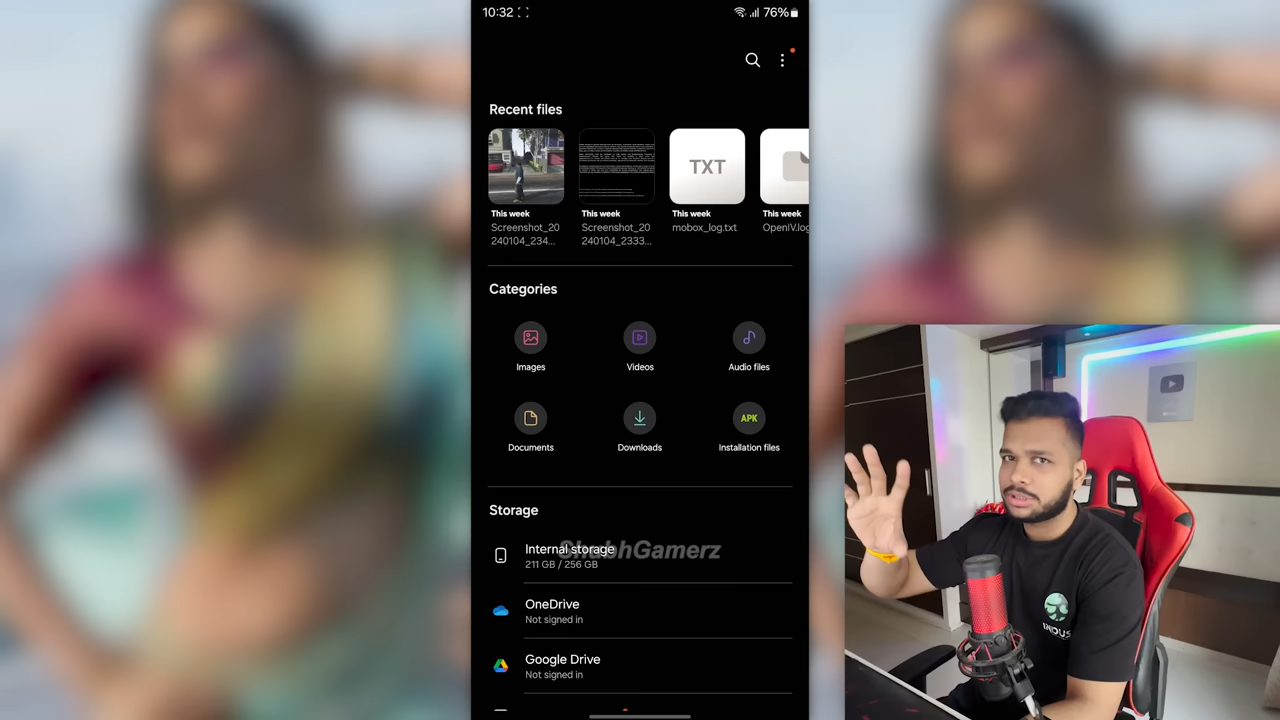 10:32
76%
Recent files
TXT
This week
Screenshot_20
240104_234...
This week
Screenshot_20
240104_2333...
This week
mobox_log.txt
This week
OpenIV.log
Categories
Images
Videos
Audio files
APK
Documents
Downloads
Installation files
Storage
Internal storage
ShubhGamerz
211 GB / 256 GB
OneDrive
Not signed in
Google Drive
Not signed in
INDUS